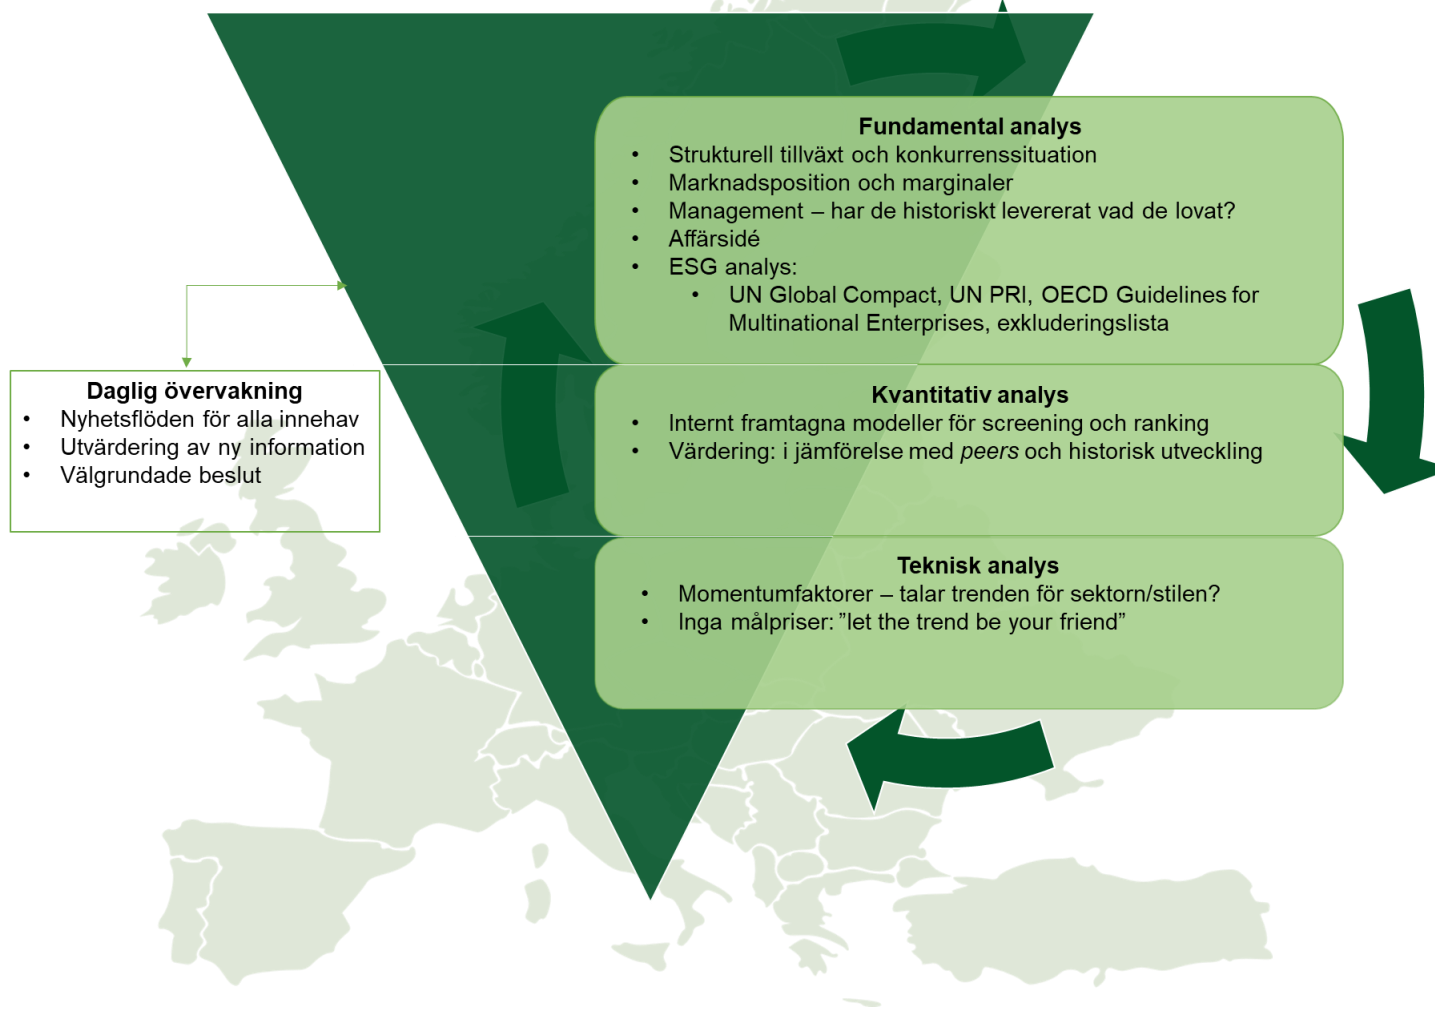 Fundamental analys
• Strukturell tillväxt och konkurrenssituation
• Marknadsposition och marginaler
• Management – har de historiskt levererat vad de lovat?
• Affärsidé
• ESG analys:
• UN Global Compact, UN PRI, OECD Guidelines for
Multinational Enterprises, exkluderingslista
Daglig övervakning
• Nyhetsflöden för alla innehav
• Utvärdering av ny information
• Välgrundade beslut
Kvantitativ analys
• Internt framtagna modeller för screening och ranking
• Värdering: i jämförelse med peers och historisk utveckling
Teknisk analys
• Momentumfaktorer – talar trenden för sektorn/stilen?
• Inga målpriser: ”let the trend be your friend”